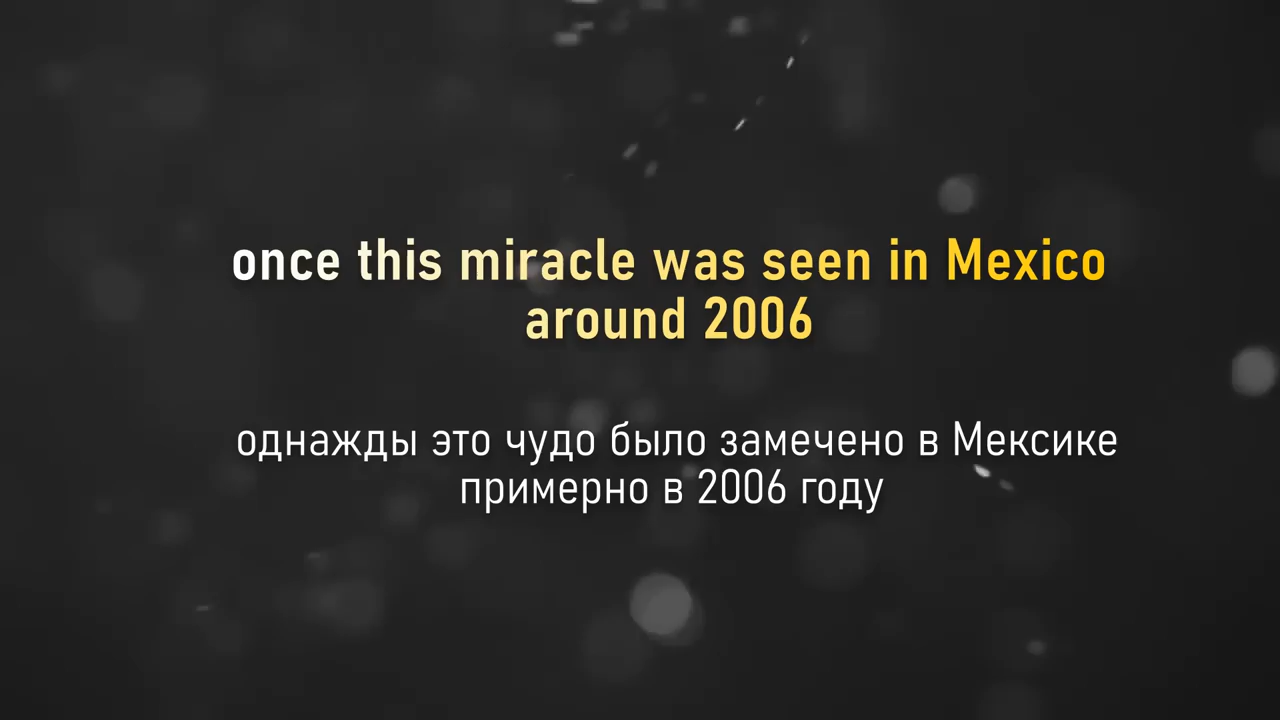 once this miracle was seen in Mexico
around 2006
однажды это чудо было замечено в Мексике
примерно в 2006 году